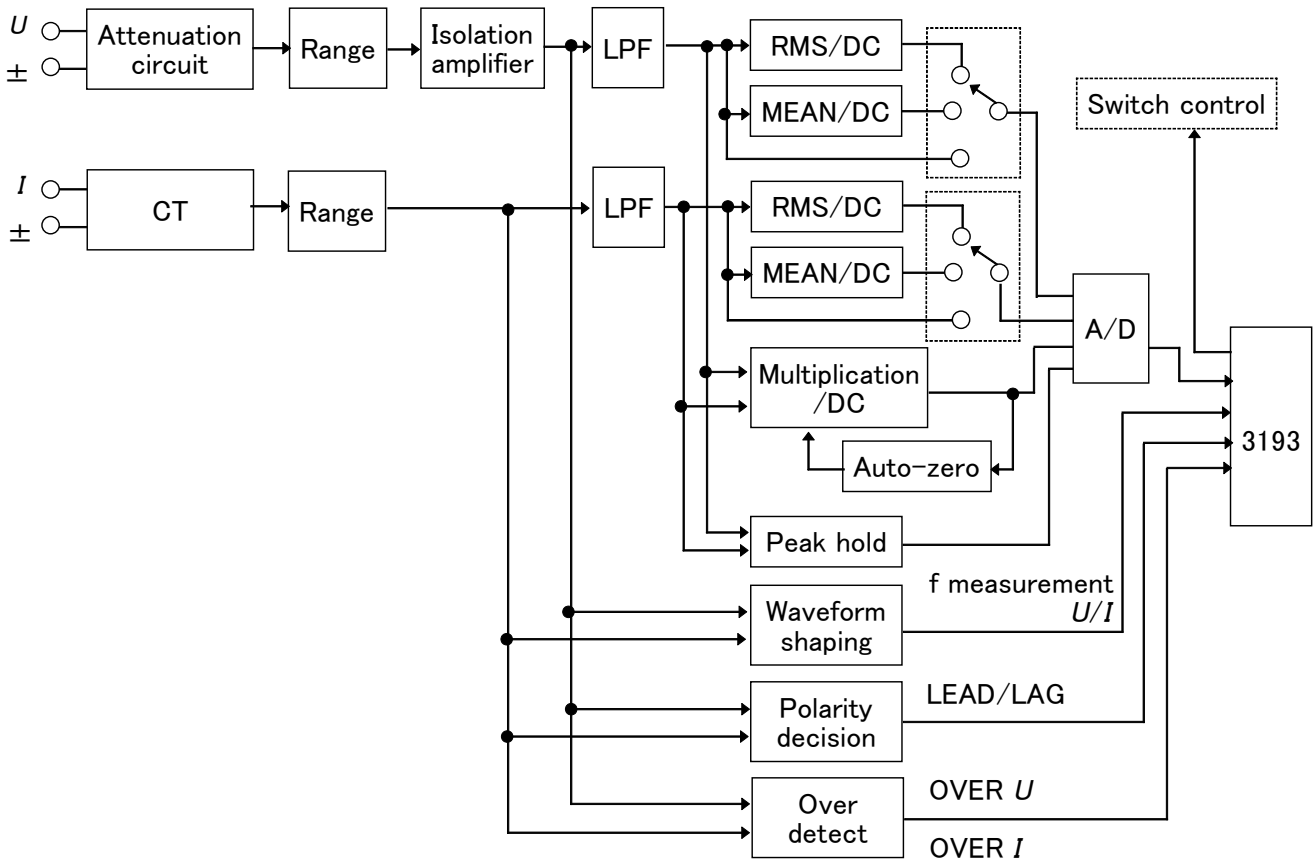 U
±
Attenuation
circuit
Range
Isolation
amplifier
LPF
RMS/DC
MEAN/DC
Switch control
I
±
CT
Range
LPF
RMS/DC
MEAN/DC
A/D
Multiplication
/DC
3193
Auto-zero
Peak hold
f measurement
U/I
Waveform
shaping
LEAD/LAG
Polarity
decision
OVER U
Over
detect
OVER I